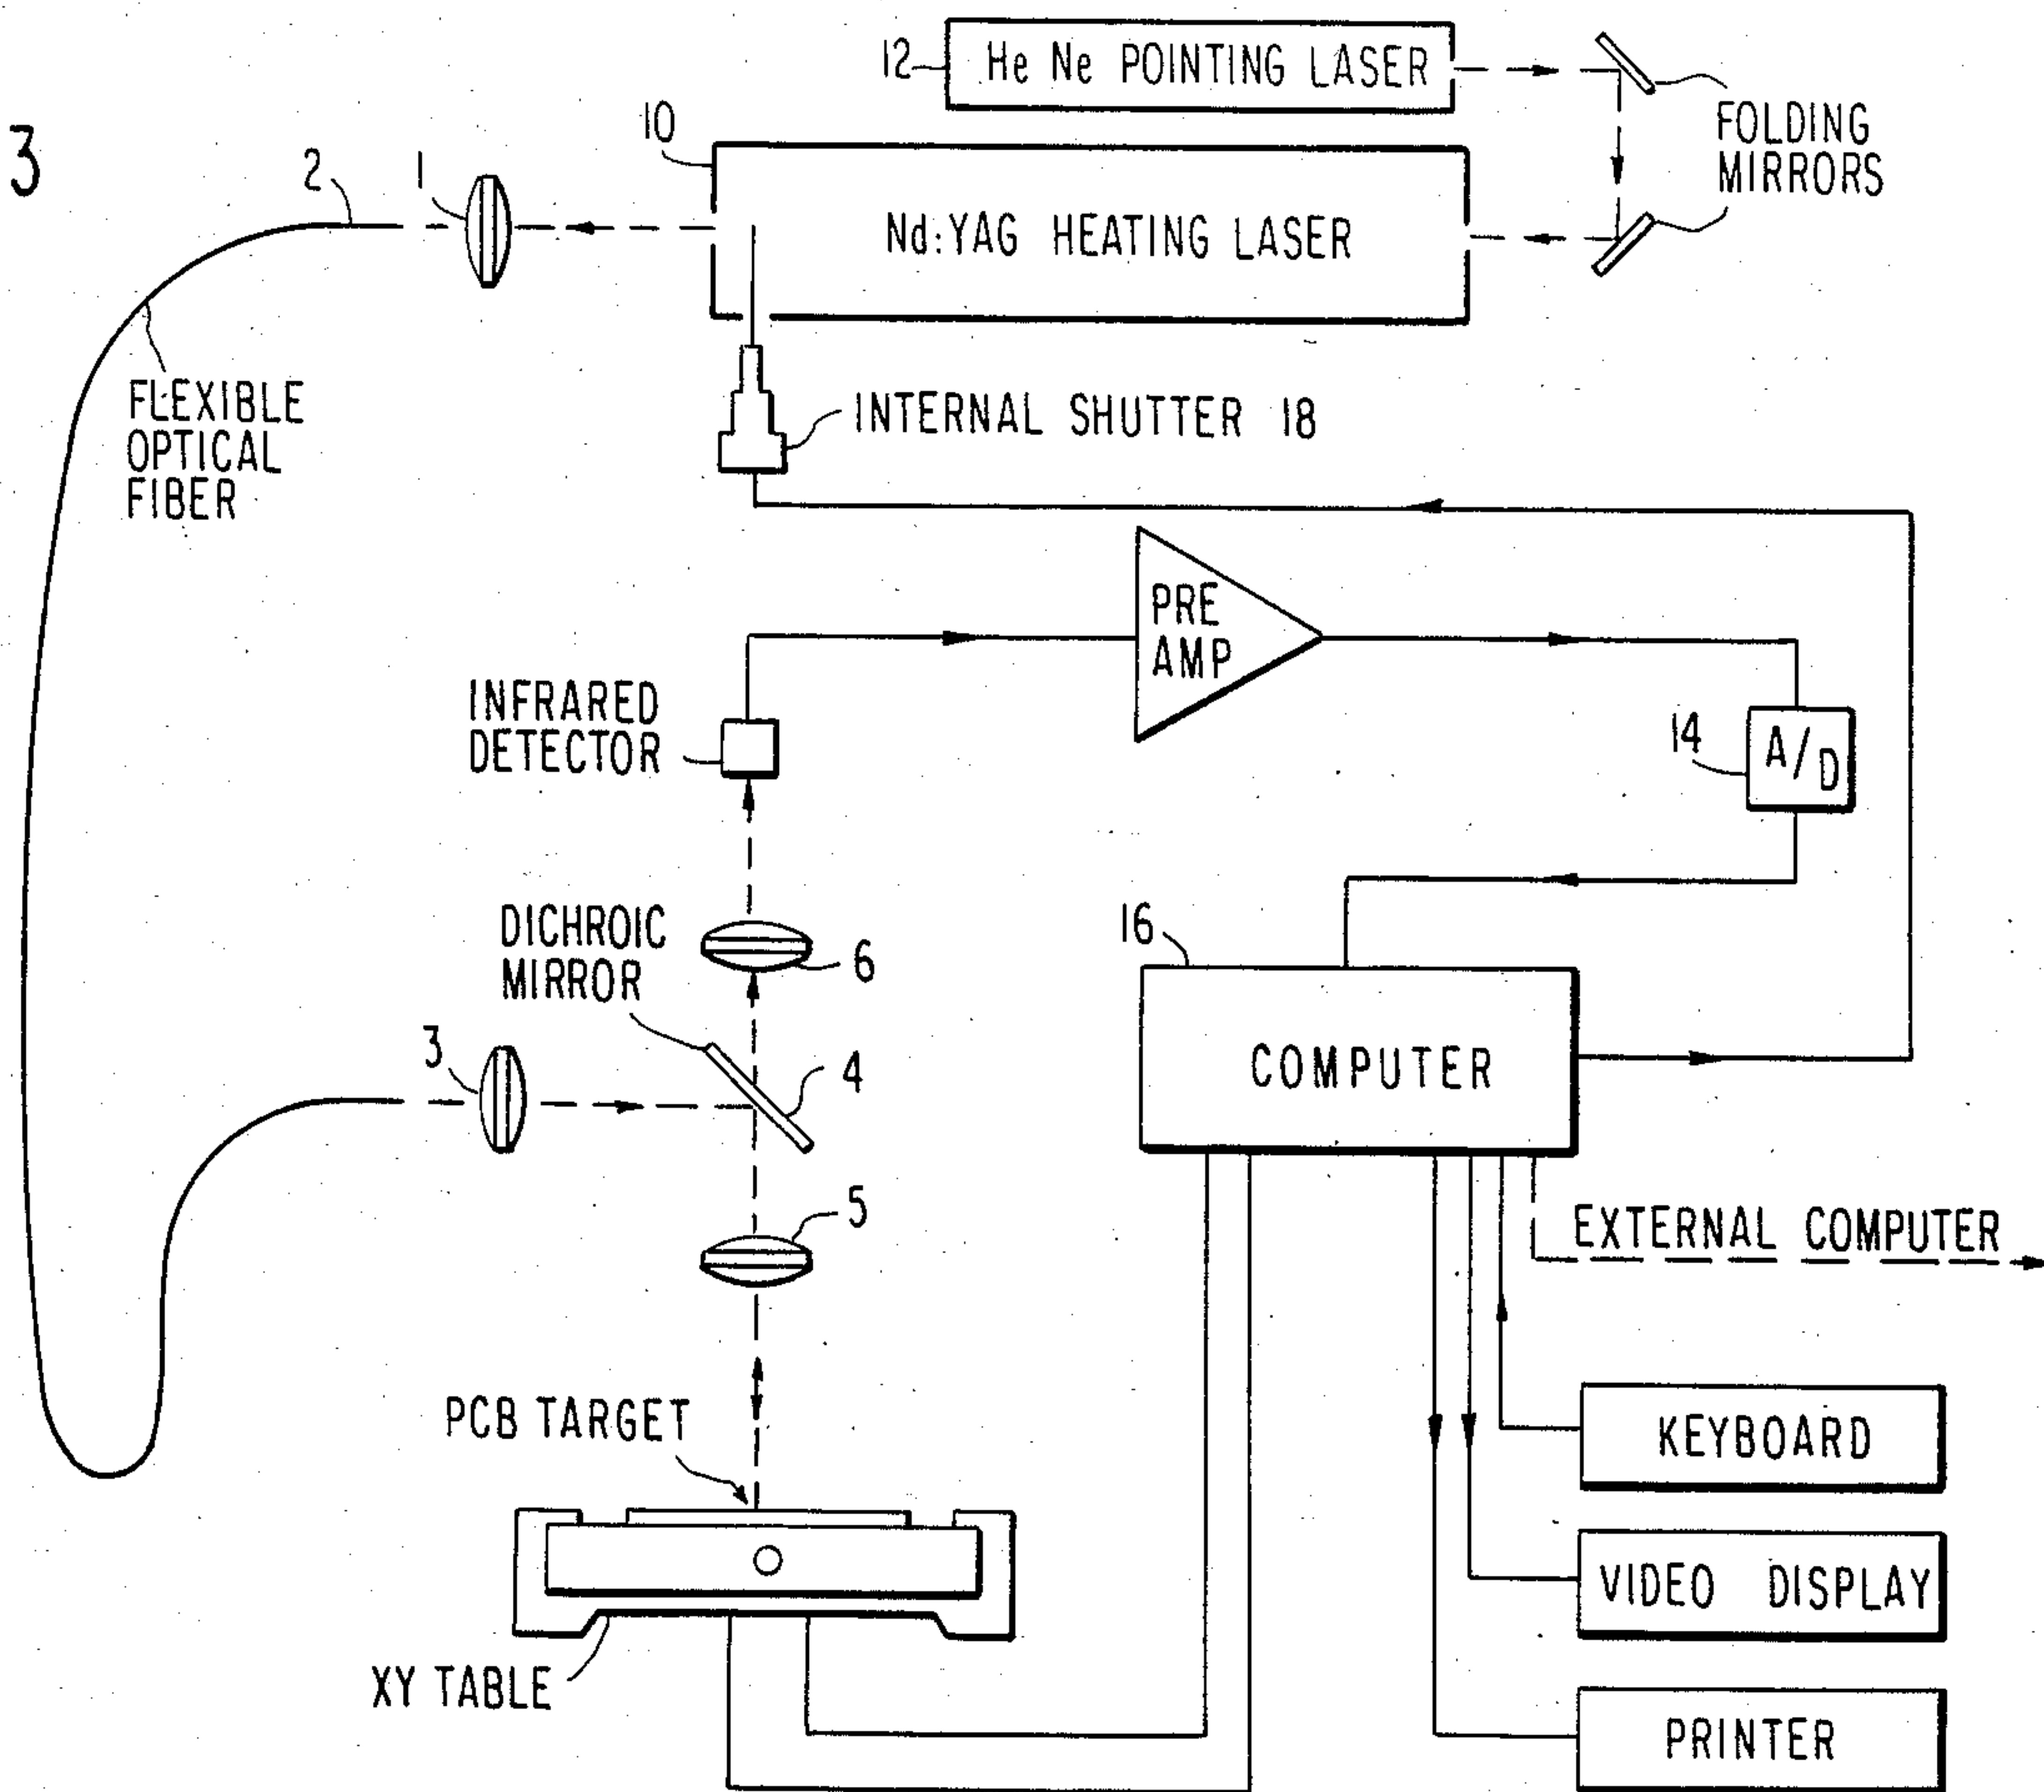 12
He Ne POINTING LASER
FOLDING
MIRRORS
3
10
2
1
Nd:YAG HEATING LASER
FLEXIBLE
OPTICAL
FIBER
INTERNAL SHUTTER 18
PRE
AMP
INFRARED
DETECTOR
14
A/D
DICHROIC
MIRROR
6
16
3
4
COMPUTER
5
EXTERNAL COMPUTER
PCB TARGET
KEYBOARD
VIDEO DISPLAY
XY TABLE
PRINTER